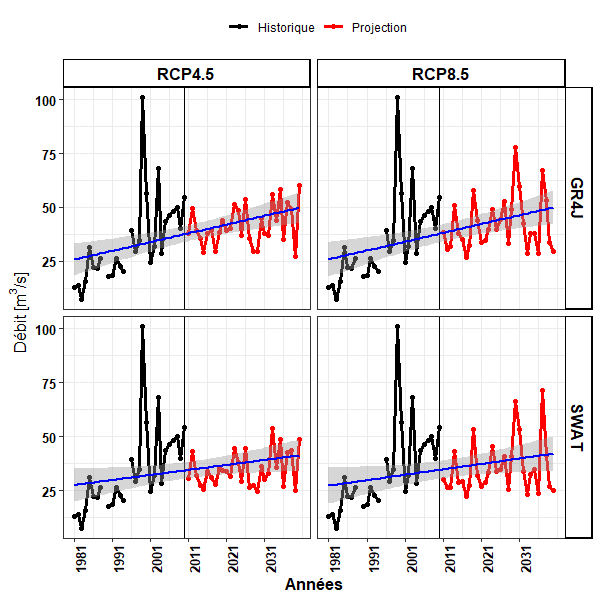 Historique Projection
RCP4.5 RCP8.5
100
75
50
25
GR4J
Débit [m³/s]
100
75
50
25
SWAT
1981 1991 2001 2011 2021 2031 1981 1991 2001 2011 2021 2031
Années